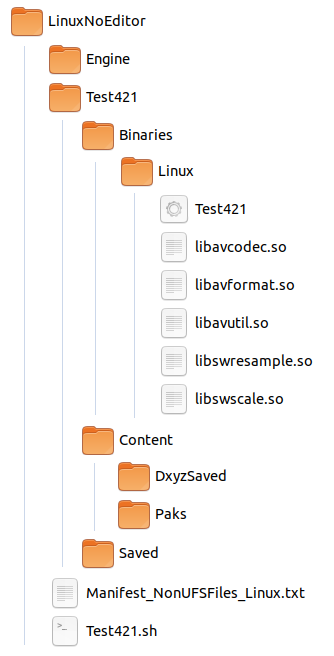 LinuxNoEditor
Engine
Test421
Binaries
Linux
Test421
libavcodec.so
libavformat.so
libavutil.so
libswresample.so
libswscale.so
Content
DxyzSaved
Paks
Saved
Manifest_NonUFSFiles_Linux.txt
Test421.sh